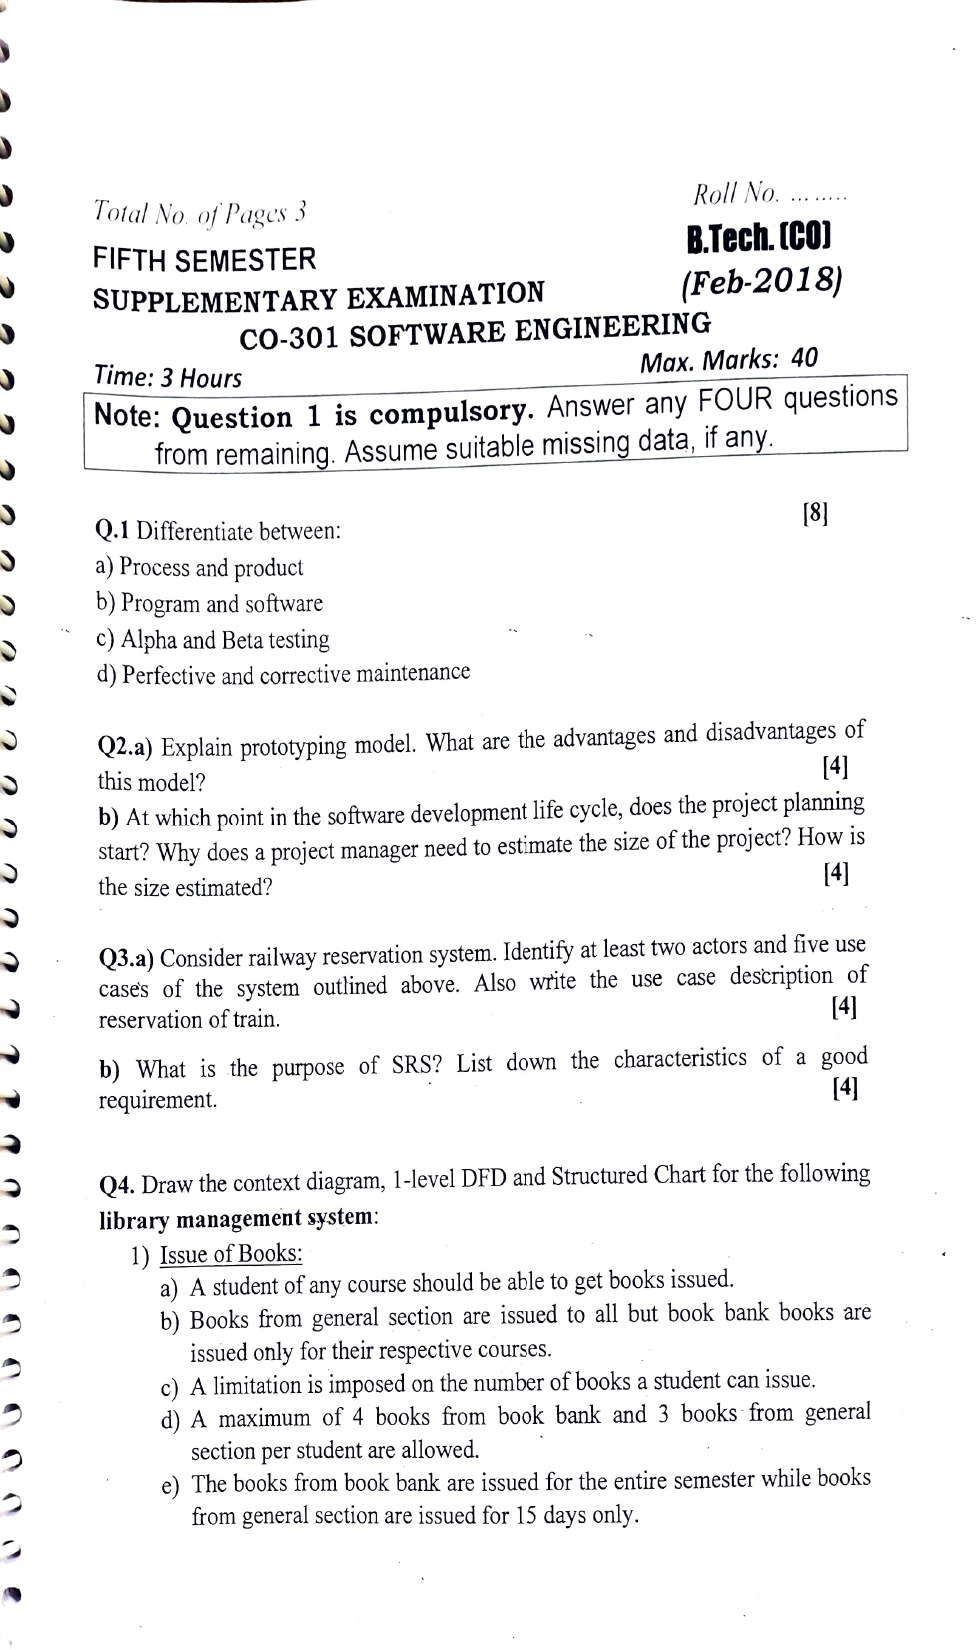 Total No. of Pages 3
Roll No. ........
FIFTH SEMESTER
B.Tech. (CO)
SUPPLEMENTARY EXAMINATION
(Feb-2018)
CO-301 SOFTWARE ENGINEERING
Time: 3 Hours
Max. Marks: 40
Note: Question 1 is compulsory. Answer any FOUR questions
from remaining. Assume suitable missing data, if any.
Q.1 Differentiate between: [8]
a) Process and product
b) Program and software
c) Alpha and Beta testing
d) Perfective and corrective maintenance
Q2.a) Explain prototyping model. What are the advantages and disadvantages of
this model? [4]
b) At which point in the software development life cycle, does the project planning
start? Why does a project manager need to estimate the size of the project? How is
the size estimated? [4]
Q3.a) Consider railway reservation system. Identify at least two actors and five use
cases of the system outlined above. Also write the use case description of
reservation of train. [4]
b) What is the purpose of SRS? List down the characteristics of a good
requirement. [4]
Q4. Draw the context diagram, 1-level DFD and Structured Chart for the following
library management system:
1) Issue of Books:
a) A student of any course should be able to get books issued.
b) Books from general section are issued to all but book bank books are
issued only for their respective courses.
c) A limitation is imposed on the number of books a student can issue.
d) A maximum of 4 books from book bank and 3 books from general
section per student are allowed.
e) The books from book bank are issued for the entire semester while books
from general section are issued for 15 days only.